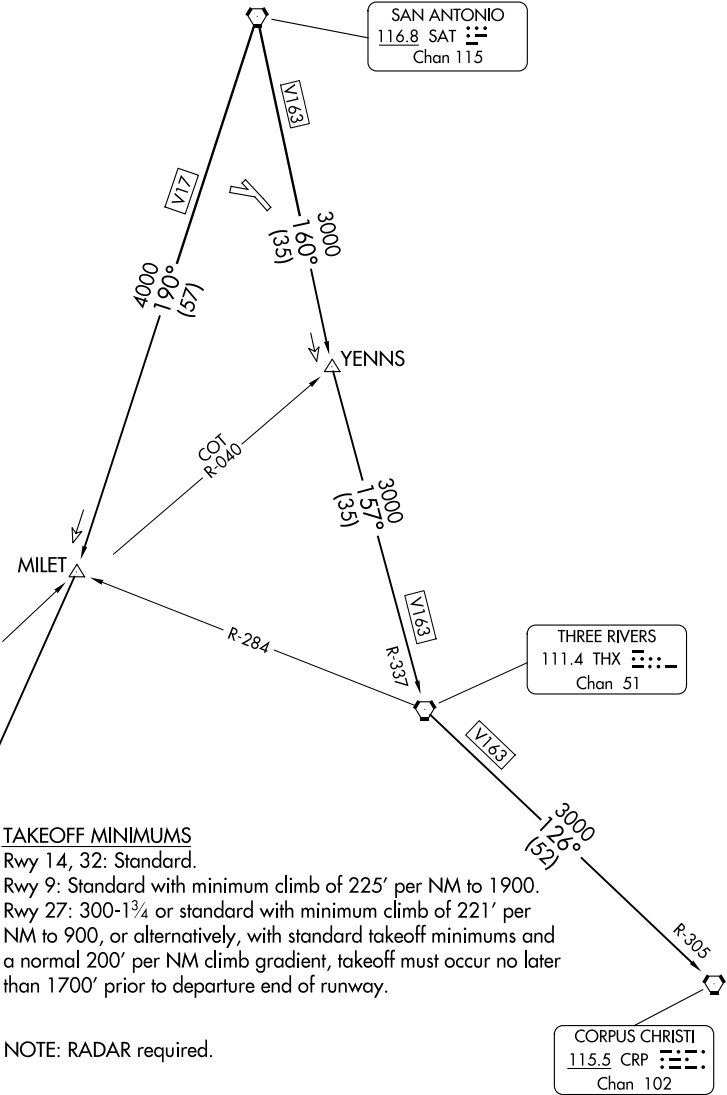 SAN ANTONIO
116.8 SAT
Chan 115
V163
V17
3000
160°
(35)
4000
190°
(57)
YENNS
COT
R-040
3000
157°
(35)
MILET
V163
R-284
R-337
THREE RIVERS
111.4 THX
Chan 51
V163
3000
126°
(52)
TAKEOFF MINIMUMS
Rwy 14, 32: Standard.
Rwy 9: Standard with minimum climb of 225' per NM to 1900.
Rwy 27: 300-1¾ or standard with minimum climb of 221' per
NM to 900, or alternatively, with standard takeoff minimums and
a normal 200' per NM climb gradient, takeoff must occur no later
than 1700' prior to departure end of runway.
R-305
NOTE: RADAR required.
CORPUS CHRISTI
115.5 CRP
Chan 102